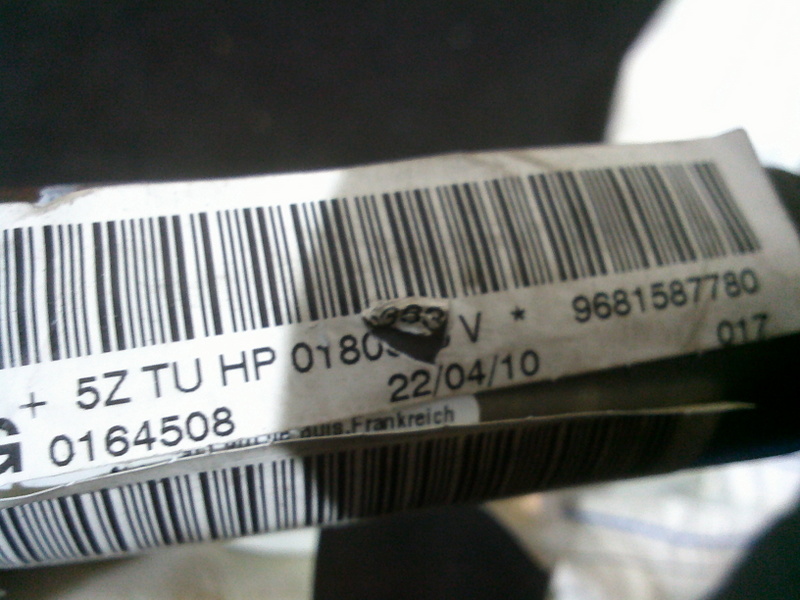 + 5Z TU HP 0180 V * 9681587780
0164508 22/04/10 017
Frankreich